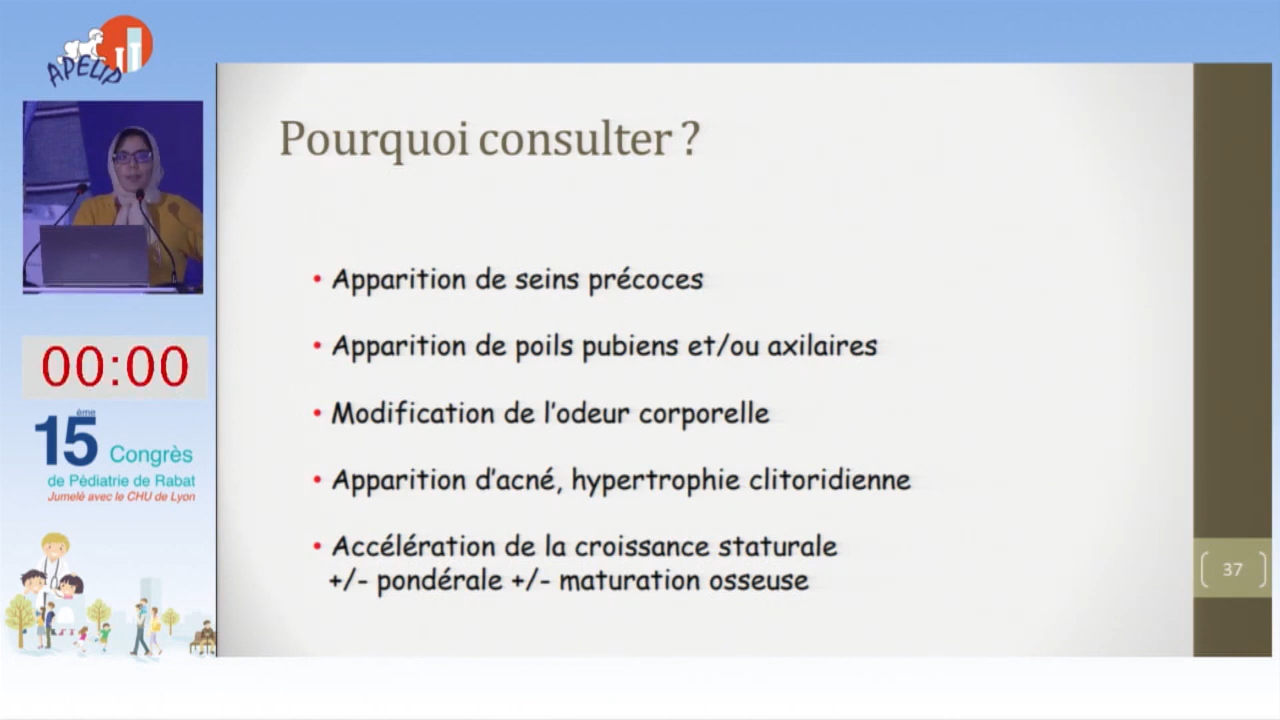 APEUP
Pourquoi consulter ?
• Apparition de seins précoces
• Apparition de poils pubiens et/ou axilaires
• Modification de l'odeur corporelle
• Apparition d'acné, hypertrophie clitoridienne
• Accélération de la croissance staturale
+/- pondérale +/- maturation osseuse
37
00:00
15ème Congrès
de Pédiatrie de Rabat
Jumelé avec le CHU de Lyon